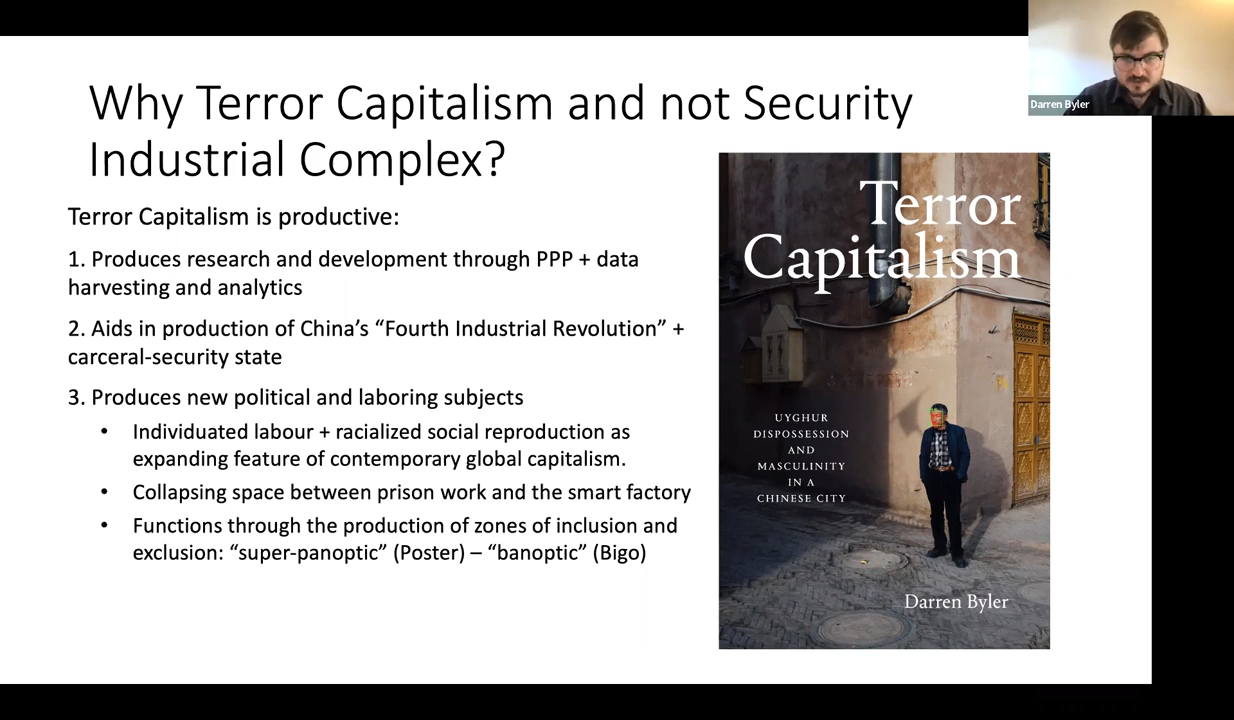 Why Terror Capitalism and not Security
Industrial Complex?
Terror Capitalism is productive:
1. Produces research and development through PPP + data
harvesting and analytics
2. Aids in production of China’s “Fourth Industrial Revolution” +
carceral-security state
3. Produces new political and laboring subjects
• Individuated labour + racialized social reproduction as
expanding feature of contemporary global capitalism.
• Collapsing space between prison work and the smart factory
• Functions through the production of zones of inclusion and
exclusion: “super-panoptic” (Poster) – “banoptic” (Bigo)
Terror
Capitalism
UYGHUR
DISPOSSESSION
AND
MASCULINITY
IN A
CHINESE CITY
Darren Byler
Darren Byler